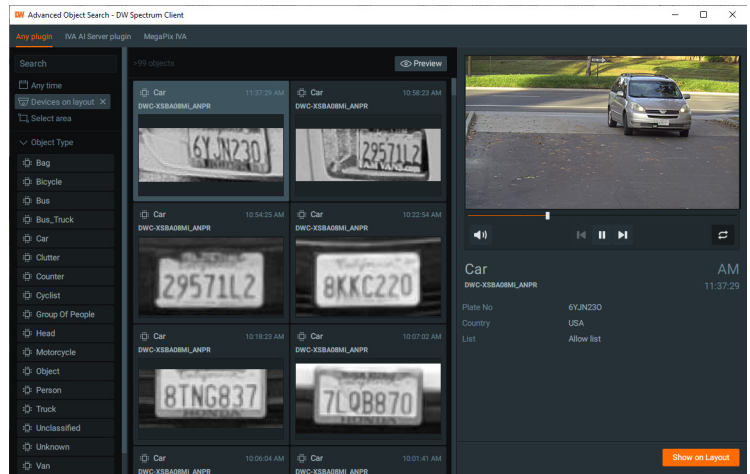 DW Advanced Object Search - DW Spectrum Client
Any plugin IVA AI Server plugin MegaPix IVA
Search
Any time
Devices on layout
Select area
Object Type
Bag
Bicycle
Bus
Bus_Truck
Car
Clutter
Counter
Cyclist
Group Of People
Head
Motorcycle
Object
Person
Truck
Unclassified
Unknown
Van
>99 objects
Preview
Car 11:37:29 AM
DWC-XSBA08Mi_ANPR
6YJN230
Car 10:58:23 AM
DWC-XSBA08Mi_ANPR
29571L2
Car 10:54:25 AM
DWC-XSBA08Mi_ANPR
California
29571L2
Car 10:22:54 AM
DWC-XSBA08Mi_ANPR
California
8KKC220
Car 10:18:23 AM
DWC-XSBA08Mi_ANPR
California
8TNG837
HONDA
Car 10:07:02 AM
DWC-XSBA08Mi_ANPR
California
7LQB870
HONDA
Car 10:06:04 AM
DWC-XSBA08Mi_ANPR
Car 10:01:41 AM
DWC-XSBA08Mi_ANPR
Car AM
DWC-XSBA08Mi_ANPR 11:37:29
Plate No 6YJN230
Country USA
List Allow list
Show on Layout